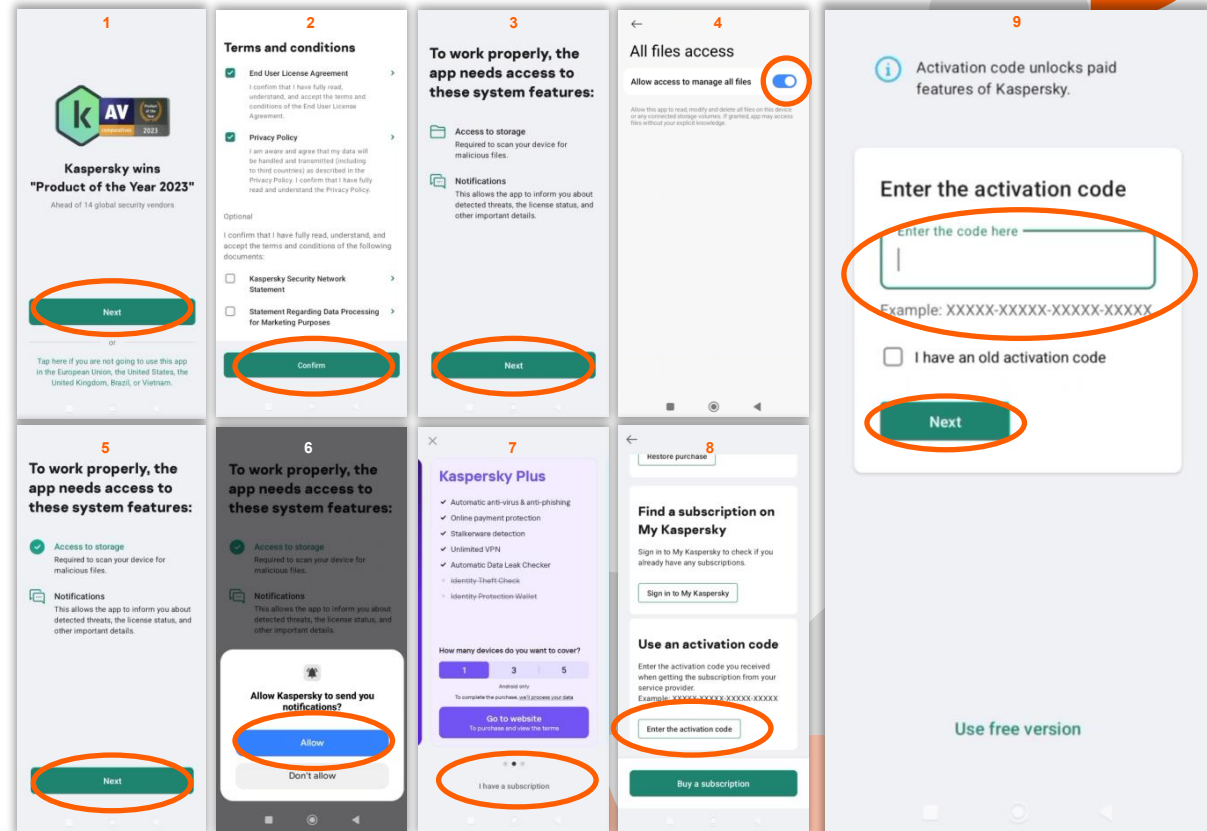 1
AV
comparatives
Product of the Year
2023
Kaspersky wins
"Product of the Year 2023"
Ahead of 14 global security vendors
Next
or
Tap here if you are not going to use this app
in the European Union, the United States, the
United Kingdom, Brazil, or Vietnam.
2
Terms and conditions
End User License Agreement
I confirm that I have fully read,
understand, and accept the terms and
conditions of the End User License
Agreement.
Privacy Policy
I am aware and agree that my data will
be handled and transmitted (including
to third countries) as described in the
Privacy Policy. I confirm that I have fully
read and understand the Privacy Policy.
Optional
I confirm that I have fully read, understand, and
accept the terms and conditions of the following
documents:
Kaspersky Security Network
Statement
Statement Regarding Data Processing
for Marketing Purposes
Confirm
3
To work properly, the
app needs access to
these system features:
Access to storage
Required to scan your device for
malicious files.
Notifications
This allows the app to inform you about
detected threats, the license status, and
other important details.
Next
4
All files access
Allow access to manage all files
Allow this app to read, modify and delete all files on this device
or any connected storage volumes. If granted, app may access
files without your explicit knowledge.
5
To work properly, the
app needs access to
these system features:
Access to storage
Required to scan your device for
malicious files.
Notifications
This allows the app to inform you about
detected threats, the license status, and
other important details.
Next
6
To work properly, the
app needs access to
these system features:
Access to storage
Required to scan your device for
malicious files.
Notifications
This allows the app to inform you about
detected threats, the license status, and
other important details.
Allow Kaspersky to send you
notifications?
Allow
Don't allow
7
Kaspersky Plus
Automatic anti-virus & anti-phishing
Online payment protection
Stalkerware detection
Unlimited VPN
Automatic Data Leak Checker
Identity Theft Check
Identity Protection Wallet
How many devices do you want to cover?
1 3 5
Android only
To complete the purchase, we'll process your data
Go to website
To purchase and view the terms
I have a subscription
8
Restore purchase
Find a subscription on
My Kaspersky
Sign in to My Kaspersky to check if you
already have any subscriptions.
Sign in to My Kaspersky
Use an activation code
Enter the activation code you received
when getting the subscription from your
service provider.
Example: XXXXX-XXXXX-XXXXX-XXXXX
Enter the activation code
Buy a subscription
9
Activation code unlocks paid
features of Kaspersky.
Enter the activation code
Enter the code here
Example: XXXXX-XXXXX-XXXXX-XXXXX
I have an old activation code
Next
Use free version